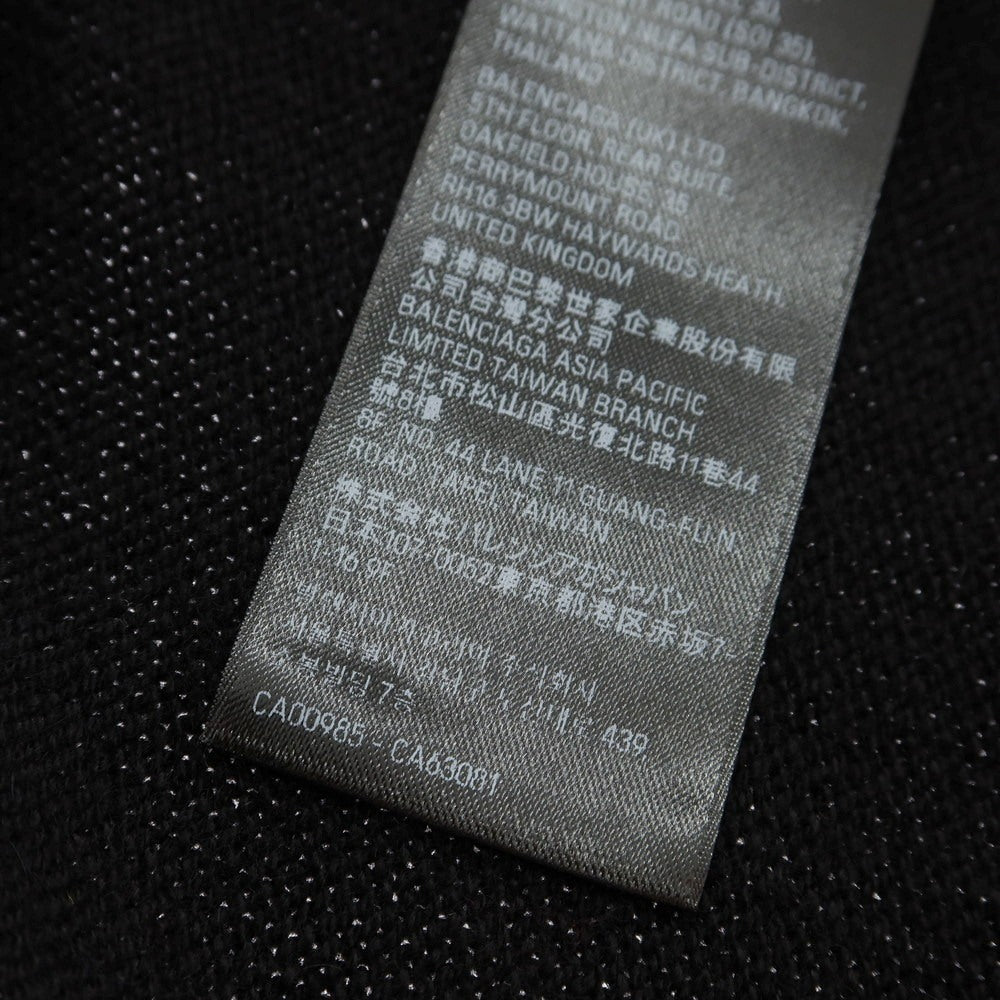 ROAD (SOI 35),
SUB-DISTRICT,
WATTANA DISTRICT, BANGKOK,
THAILAND
BALENCIAGA (UK) LTD
5TH FLOOR, REAR SUITE,
OAKFIELD HOUSE, 35
PERRYMOUNT ROAD,
RH16 3BW HAYWARDS HEATH,
UNITED KINGDOM
香港商巴黎世家企業股份有限
公司台灣分公司
BALENCIAGA ASIA PACIFIC
LIMITED TAIWAN BRANCH
台北市松山區光復北路11巷44
號8樓
8F, NO. 44 LANE 11 GUANG-FU N.
ROAD, TAIPEI, TAIWAN
株式会社バレンシアガジャパン
日本107-0052東京都港区赤坂7-
1-16 9F
439
7층
CA00985 - CA63081